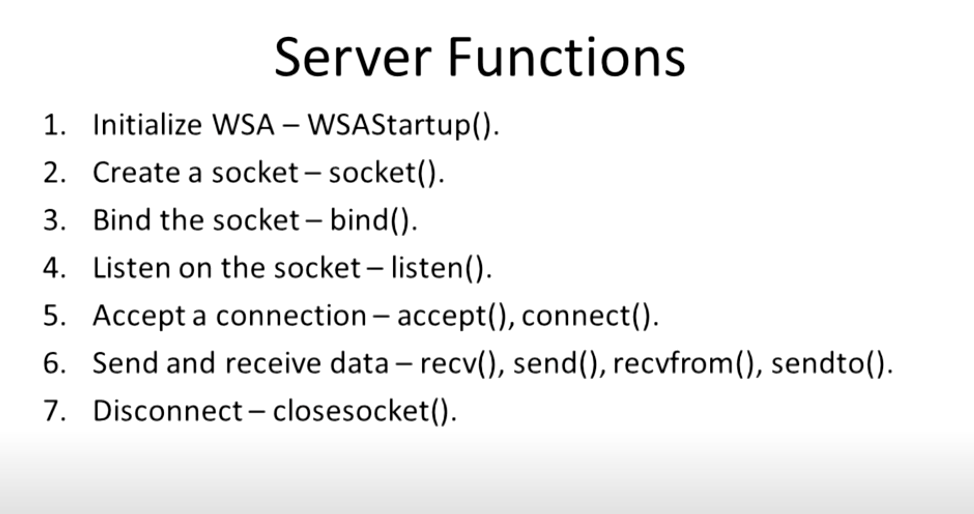 Server Functions
1. Initialize WSA – WSAStartup().
2. Create a socket – socket().
3. Bind the socket – bind().
4. Listen on the socket – listen().
5. Accept a connection – accept(), connect().
6. Send and receive data – recv(), send(), recvfrom(), sendto().
7. Disconnect – closesocket().